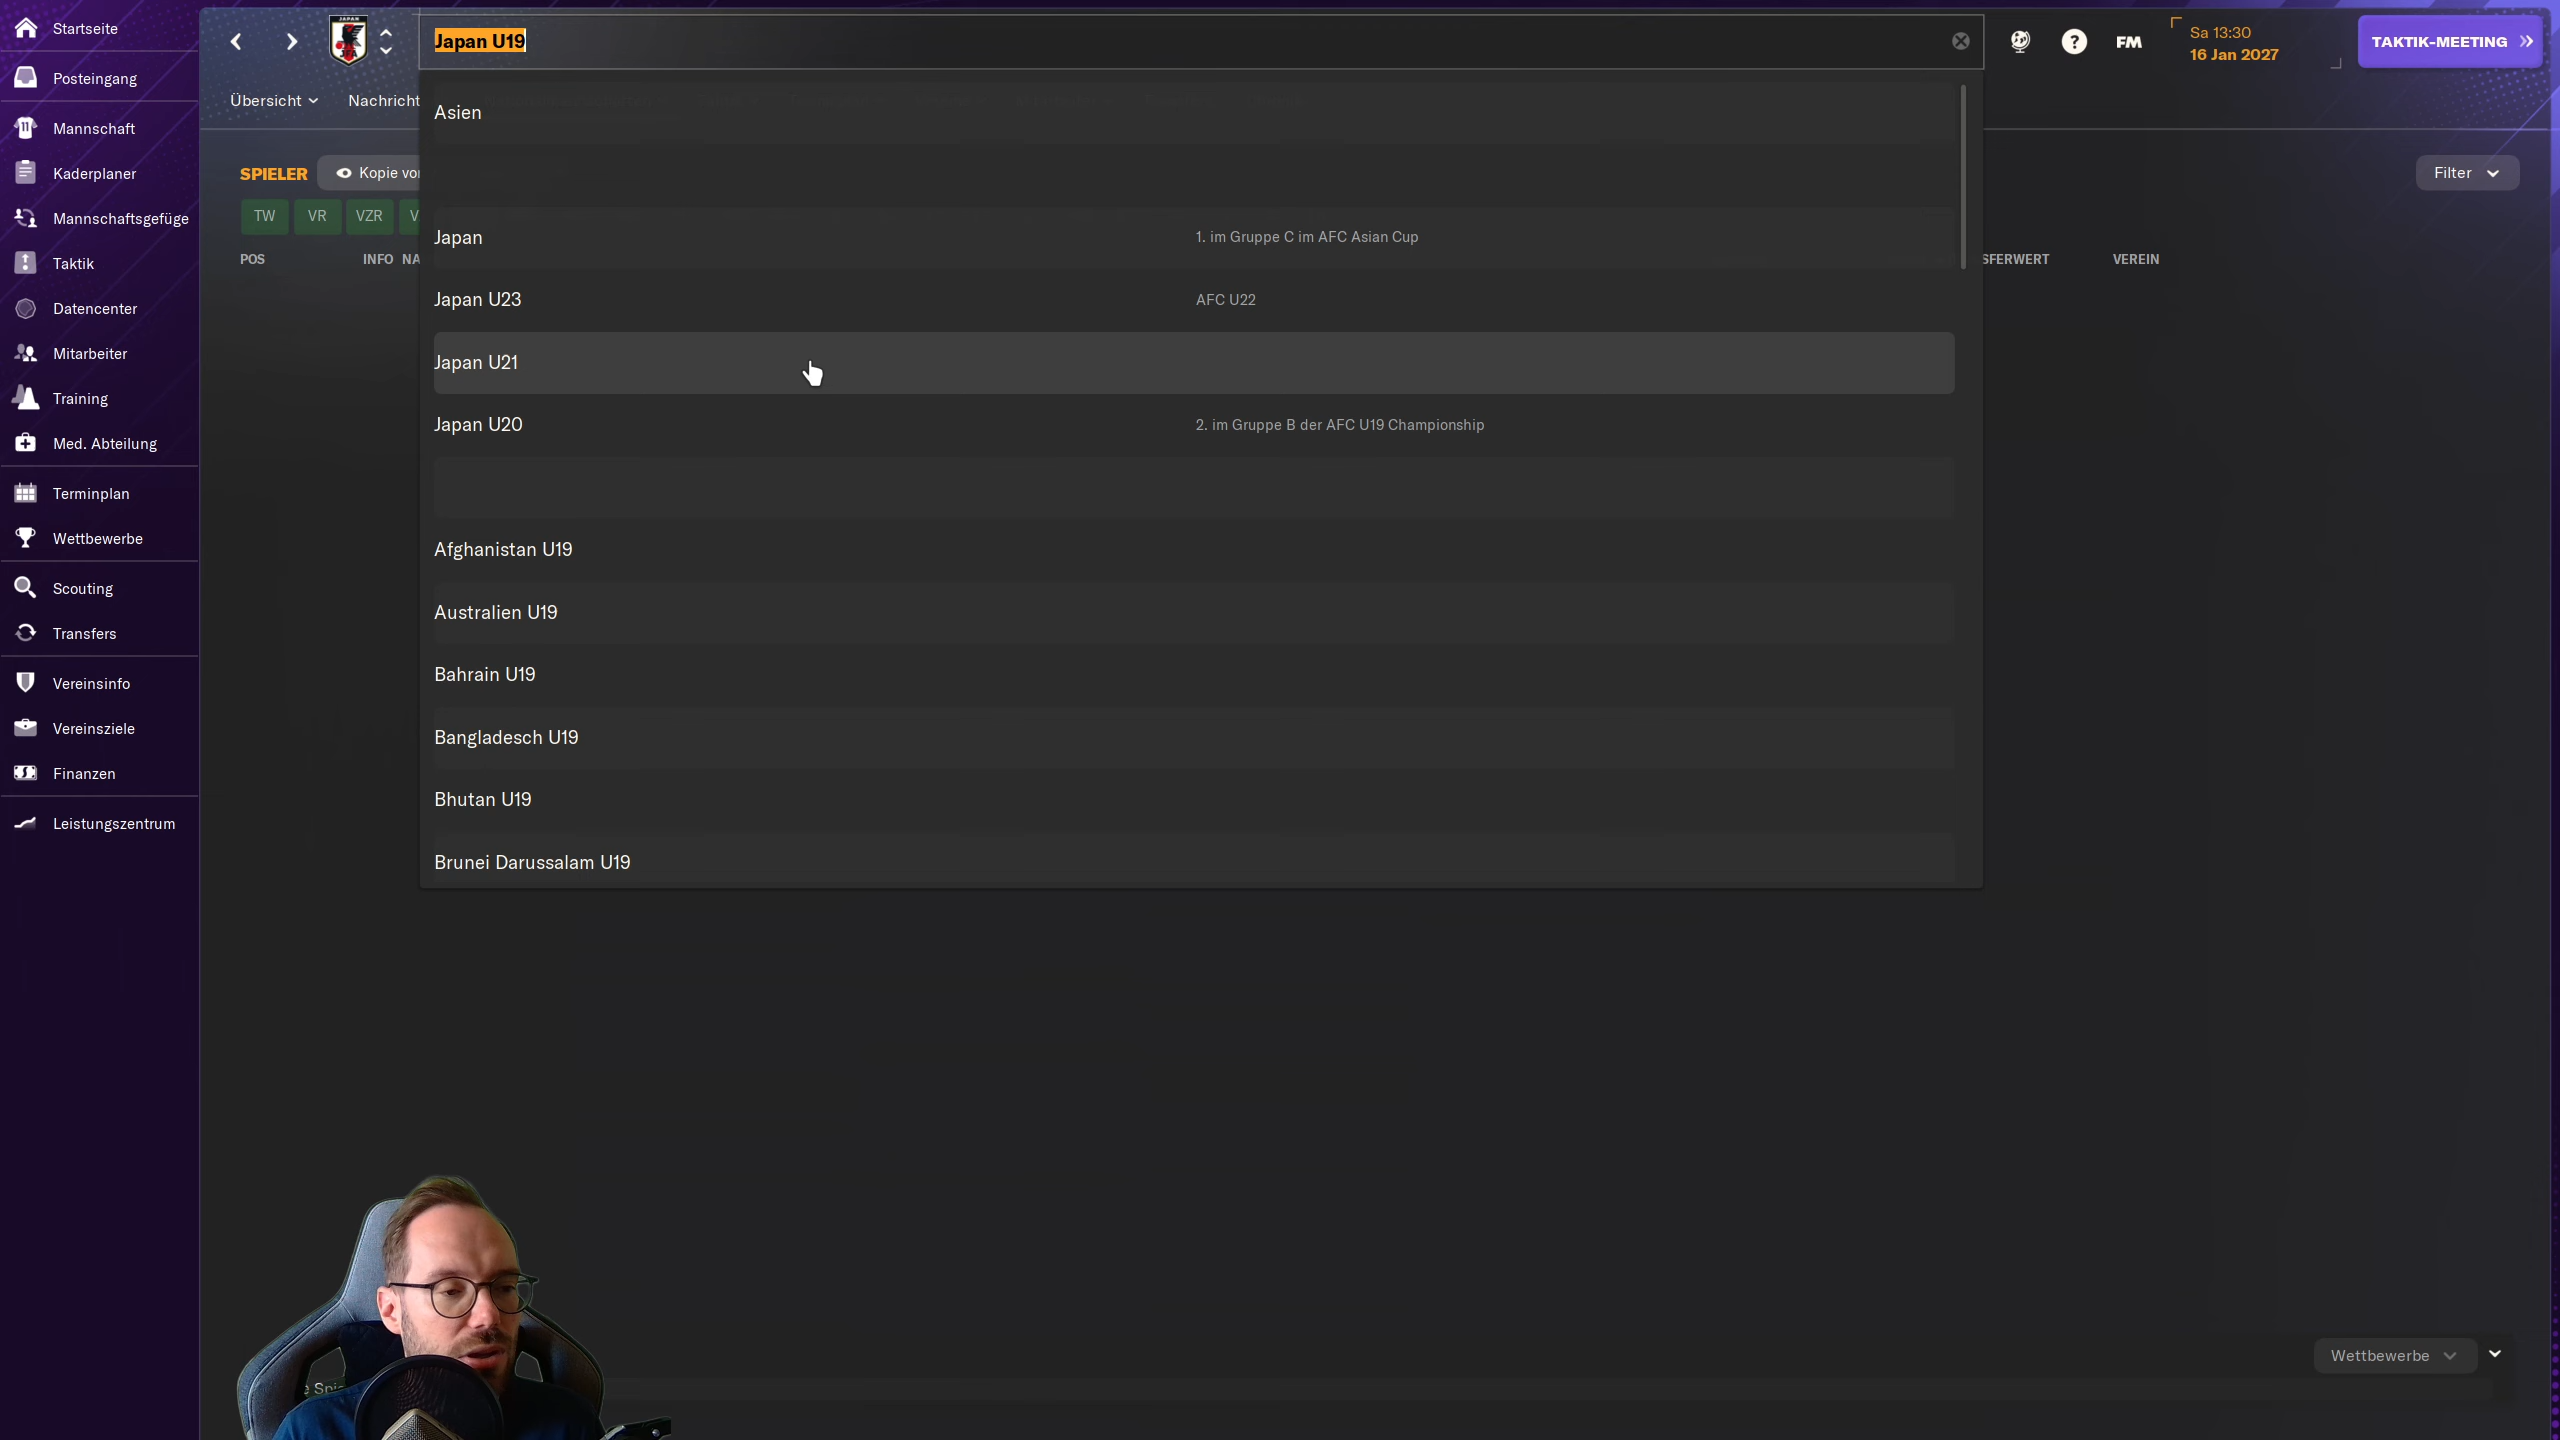 Startseite
Posteingang
Mannschaft
Kaderplaner
Mannschaftsgefüge
Taktik
Datencenter
Mitarbeiter
Training
Med. Abteilung
Terminplan
Wettbewerbe
Scouting
Transfers
Vereinsinfo
Vereinsziele
Finanzen
Leistungszentrum
JAPAN
Japan U19
FM
Sa 13:30
16 Jan 2027
TAKTIK-MEETING
Übersicht
Nachricht
SPIELER
Kopie vo
Filter
TW
VR
VZR
V
POS
INFO
NA
SFERWERT
VEREIN
Asien
Japan
1. im Gruppe C im AFC Asian Cup
Japan U23
AFC U22
Japan U21
Japan U20
2. im Gruppe B der AFC U19 Championship
Afghanistan U19
Australien U19
Bahrain U19
Bangladesch U19
Bhutan U19
Brunei Darussalam U19
Wettbewerbe